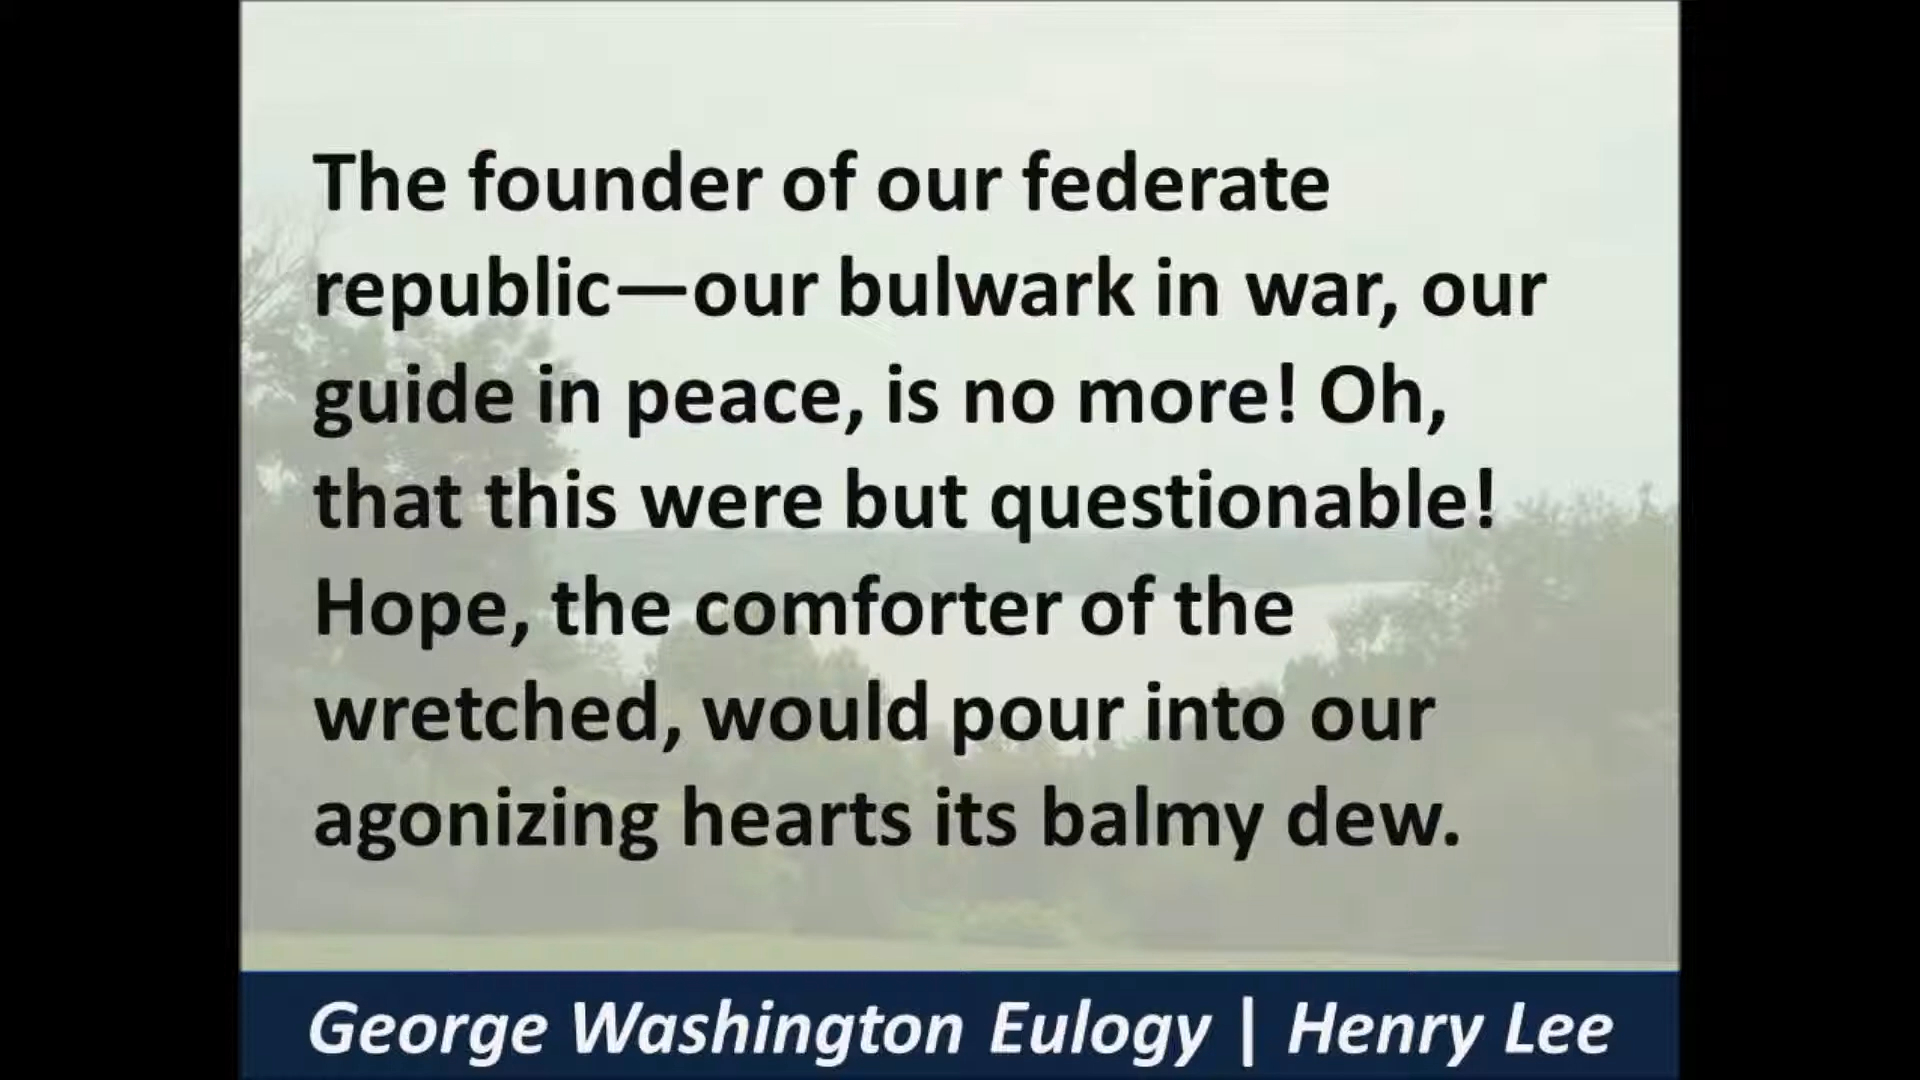 The founder of our federate
republic—our bulwark in war, our
guide in peace, is no more! Oh,
that this were but questionable!
Hope, the comforter of the
wretched, would pour into our
agonizing hearts its balmy dew.
George Washington Eulogy | Henry Lee